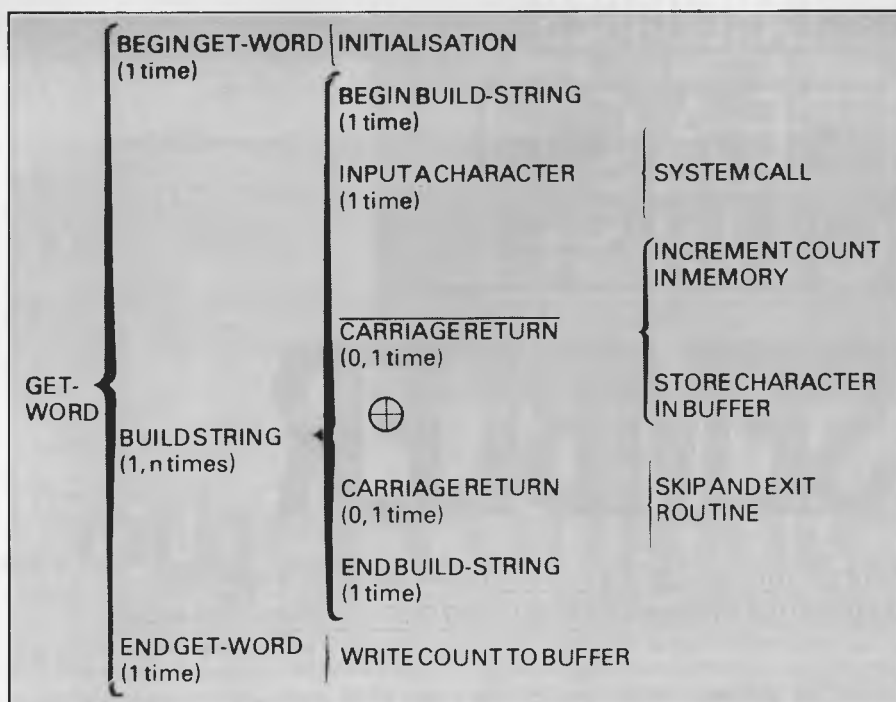 GET-
WORD
BEGIN GET-WORD
(1 time)
INITIALISATION
BUILD STRING
(1, n times)
BEGIN BUILD-STRING
(1 time)
INPUT A CHARACTER
(1 time)
SYSTEM CALL
CARRIAGE RETURN
(0, 1 time)
INCREMENT COUNT
IN MEMORY
STORE CHARACTER
IN BUFFER
CARRIAGE RETURN
(0, 1 time)
SKIP AND EXIT
ROUTINE
END BUILD-STRING
(1 time)
END GET-WORD
(1 time)
WRITE COUNT TO BUFFER